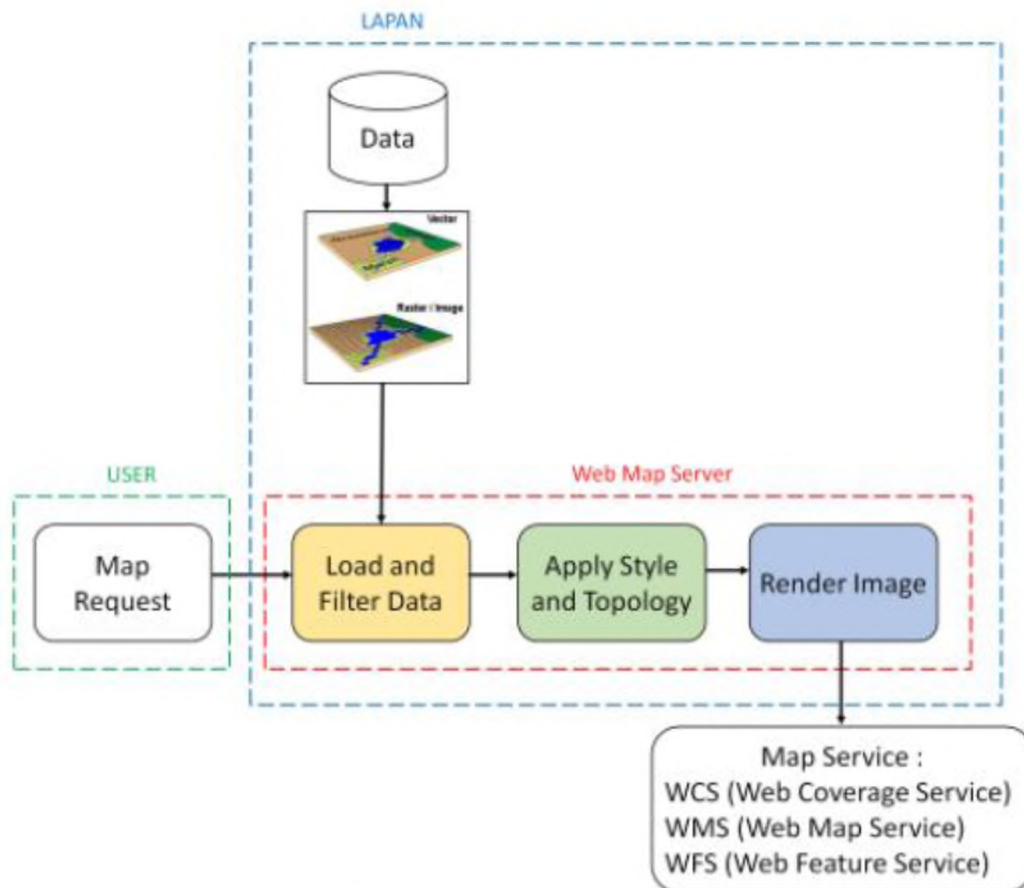 LAPAN
Data
Vector
Raster / Image
USER
Web Map Server
Map
Request
Load and
Filter Data
Apply Style
and Topology
Render Image
Map Service :
WCS (Web Coverage Service)
WMS (Web Map Service)
WFS (Web Feature Service)